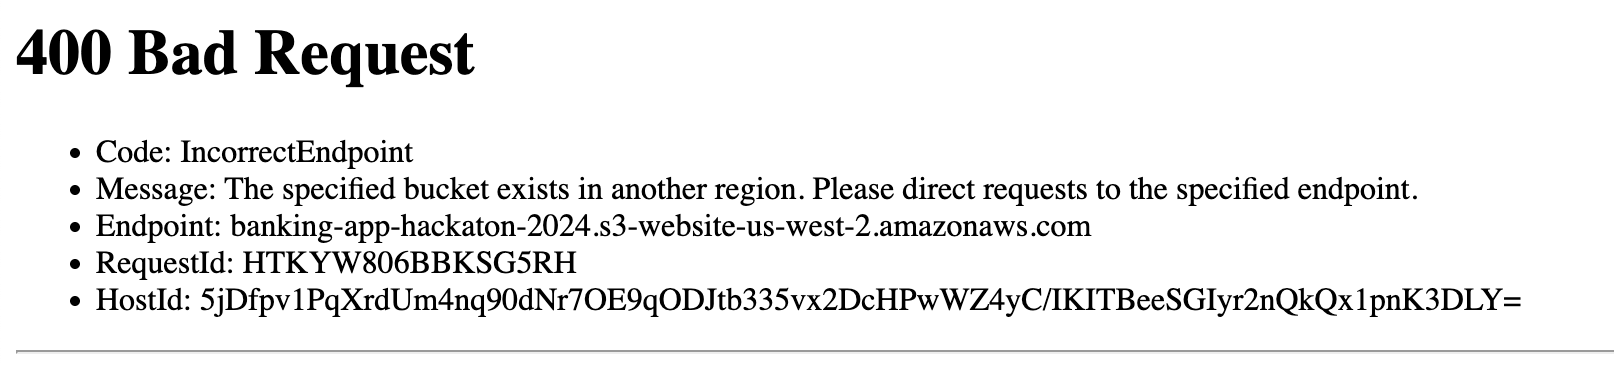 400 Bad Request
• Code: IncorrectEndpoint
• Message: The specified bucket exists in another region. Please direct requests to the specified endpoint.
• Endpoint: banking-app-hackaton-2024.s3-website-us-west-2.amazonaws.com
• RequestId: HTKYW806BBKSG5RH
• HostId: 5jDfpv1PqXrdUm4nq90dNr7OE9qODJtb335vx2DcHPwWZ4yC/IKITBeeSGIyr2nQkQx1pnK3DLY=